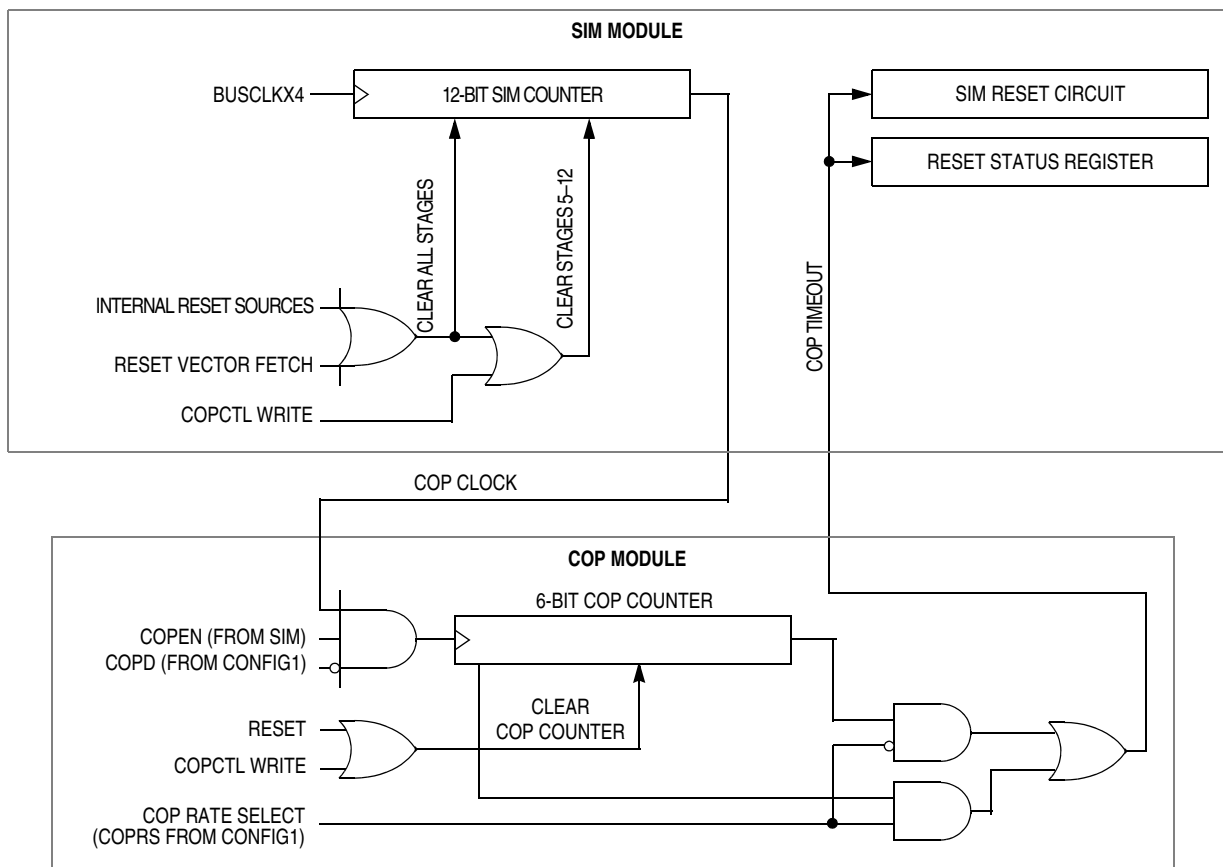 SIM MODULE
BUSCLKX4
12-BIT SIM COUNTER
SIM RESET CIRCUIT
RESET STATUS REGISTER
CLEAR ALL STAGES
CLEAR STAGES 5–12
COP TIMEOUT
INTERNAL RESET SOURCES
RESET VECTOR FETCH
COPCTL WRITE
COP CLOCK
COP MODULE
6-BIT COP COUNTER
COPEN (FROM SIM)
COPD (FROM CONFIG1)
CLEAR
COP COUNTER
RESET
COPCTL WRITE
COP RATE SELECT
(COPRS FROM CONFIG1)